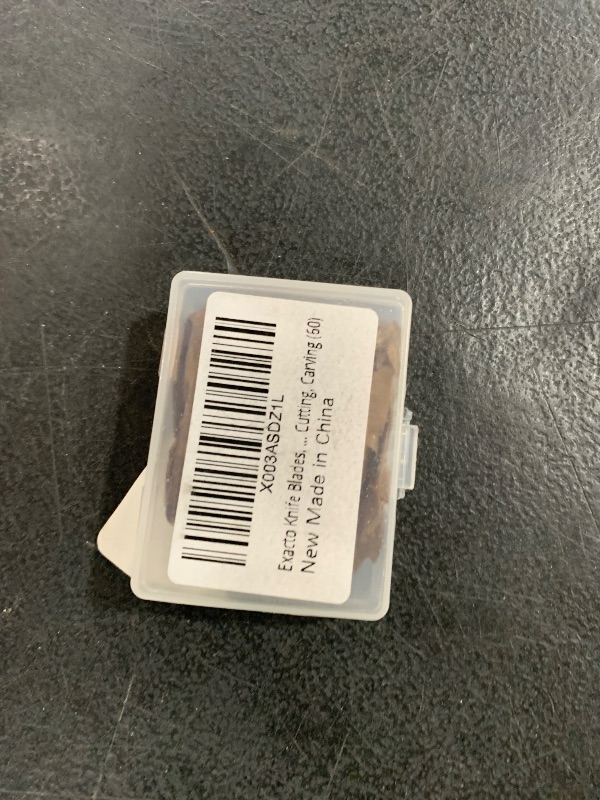 X003ASDZ1L
Exacto Knife Blades, ... Cutting, Carving (60)
New Made in China